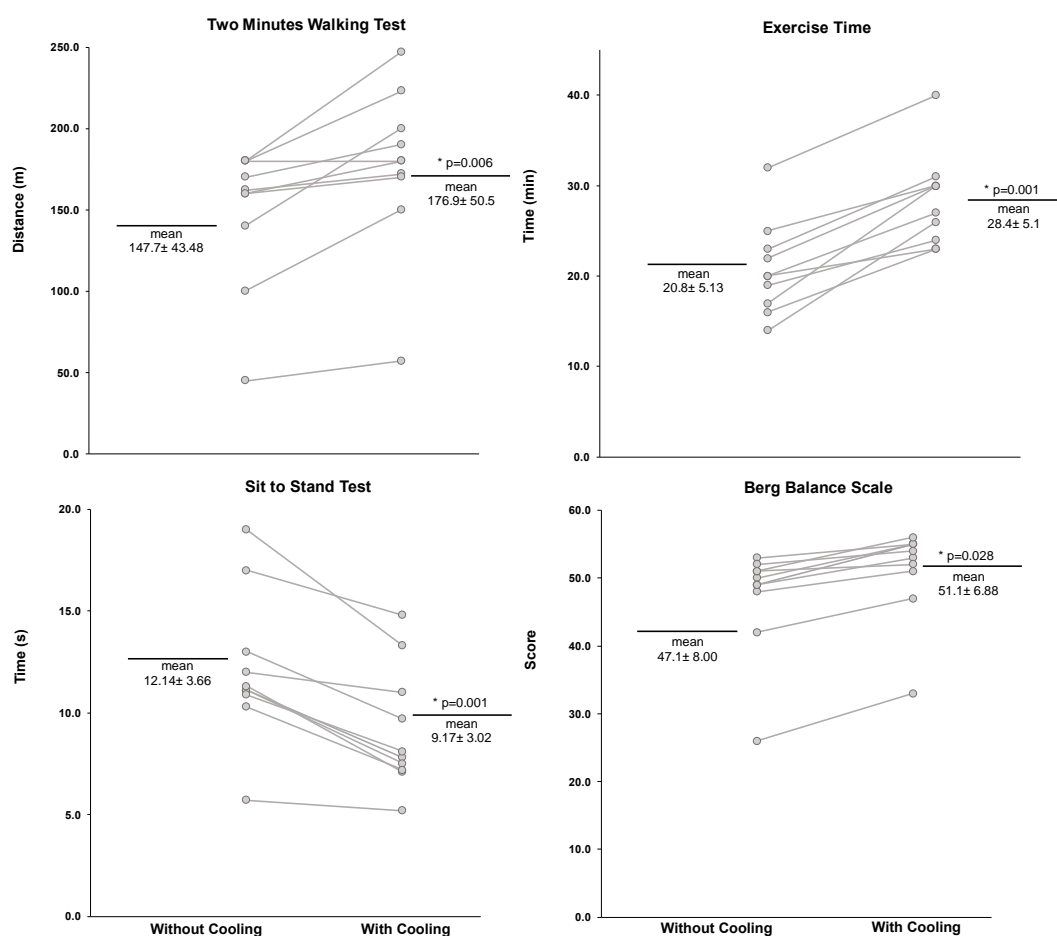 Two Minutes Walking Test
250.0
200.0
150.0
100.0
50.0
0.0
Distance (m)
mean
147.7± 43.48
* p=0.006
mean
176.9± 50.5
Exercise Time
40.0
30.0
20.0
10.0
0.0
Time (min)
mean
20.8± 5.13
* p=0.001
mean
28.4± 5.1
Sit to Stand Test
20.0
15.0
10.0
5.0
0.0
Time (s)
mean
12.14± 3.66
* p=0.001
mean
9.17± 3.02
Without Cooling
With Cooling
Berg Balance Scale
60.0
50.0
40.0
30.0
20.0
10.0
0.0
Score
mean
47.1± 8.00
* p=0.028
mean
51.1± 6.88
Without Cooling
With Cooling